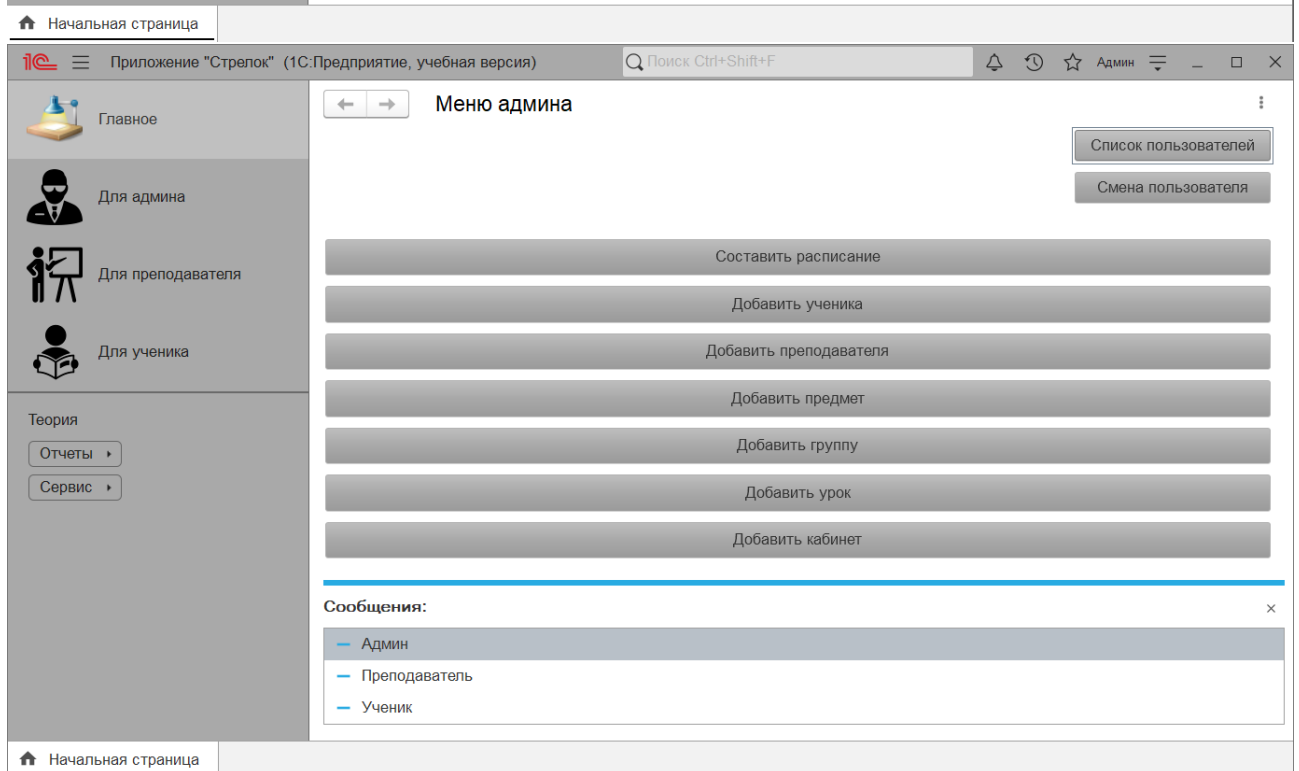 Начальная страница
1С Приложение "Стрелок" (1С:Предприятие, учебная версия) Поиск Ctrl+Shift+F Админ
Главное
Для админа
Для преподавателя
Для ученика
Теория
Отчеты
Сервис
Меню админа
Список пользователей
Смена пользователя
Составить расписание
Добавить ученика
Добавить преподавателя
Добавить предмет
Добавить группу
Добавить урок
Добавить кабинет
Сообщения:
Админ
Преподаватель
Ученик
Начальная страница